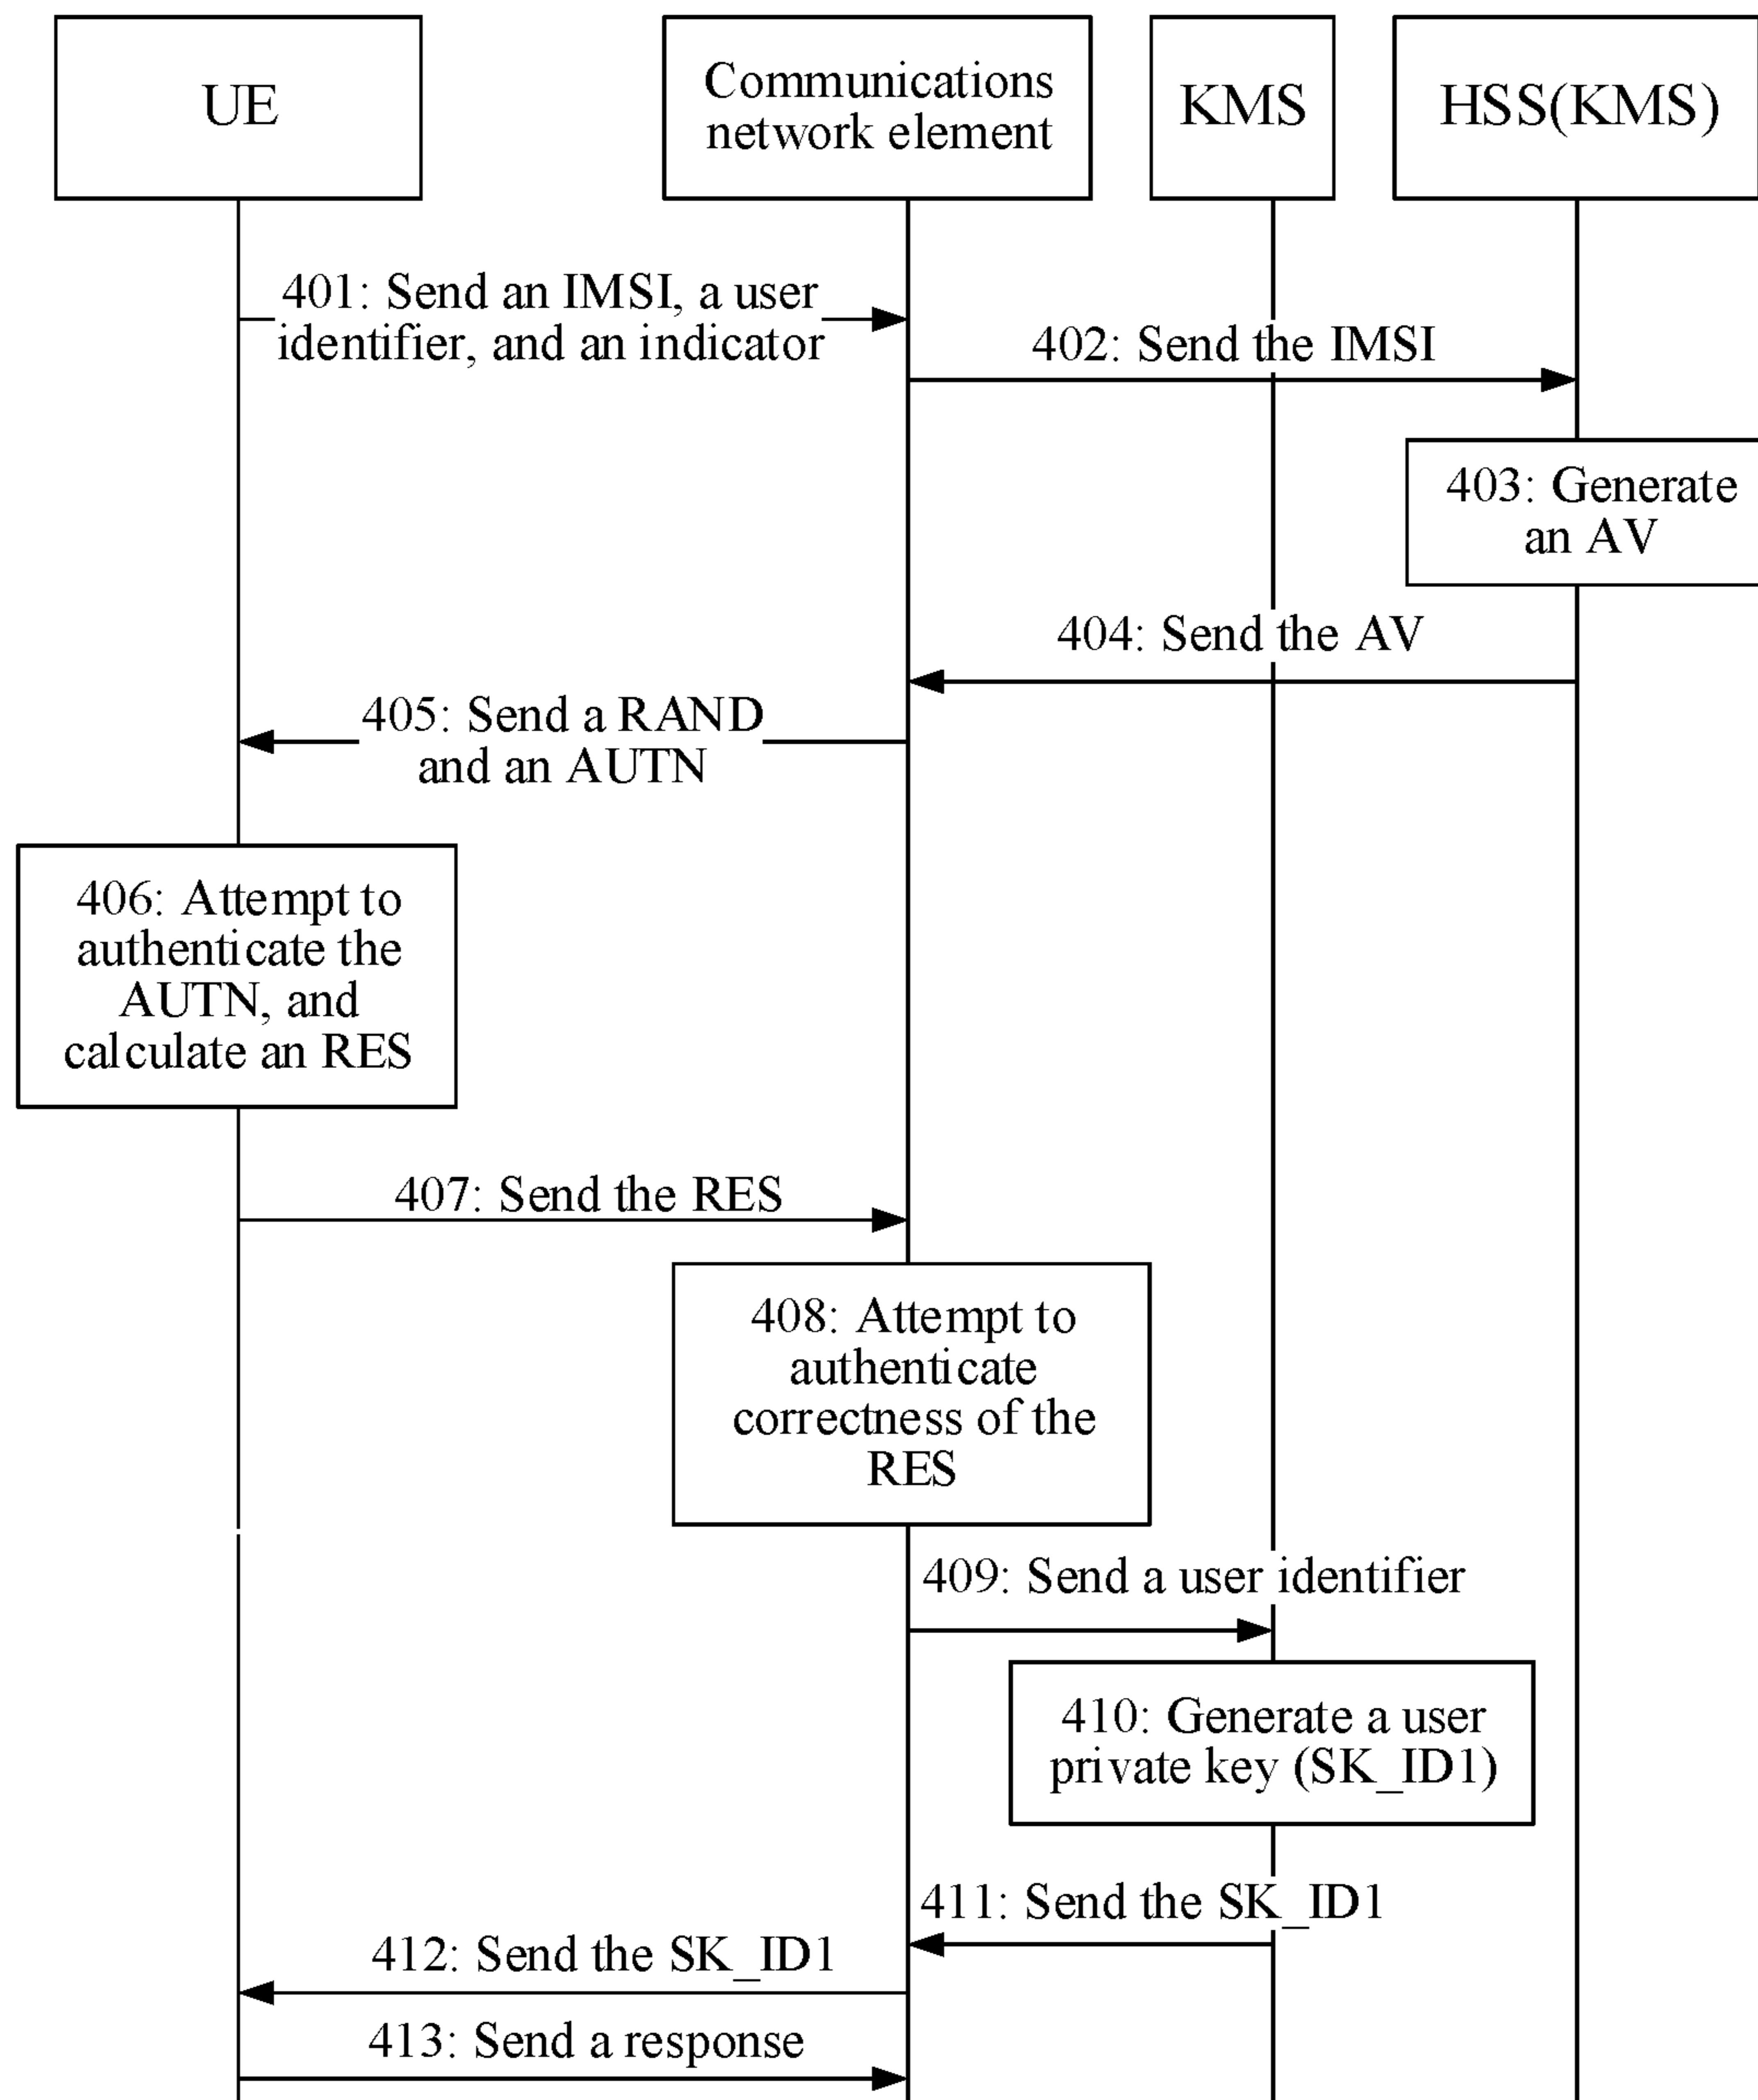 UE
Communications
network element
KMS
HSS(KMS)
401: Send an IMSI, a user
identifier, and an indicator
402: Send the IMSI
403: Generate
an AV
404: Send the AV
405: Send a RAND
and an AUTN
406: Attempt to
authenticate the
AUTN, and
calculate an RES
407: Send the RES
408: Attempt to
authenticate
correctness of the
RES
409: Send a user identifier
410: Generate a user
private key (SK_ID1)
411: Send the SK_ID1
412: Send the SK_ID1
413: Send a response